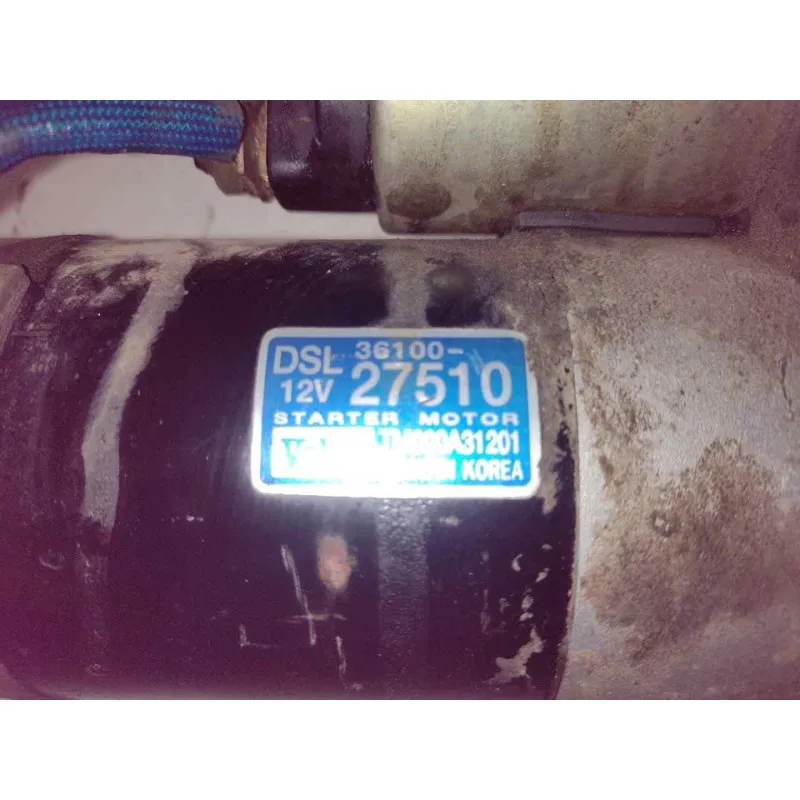 DSL 36100-
12V 27510
STARTER MOTOR
KOREA